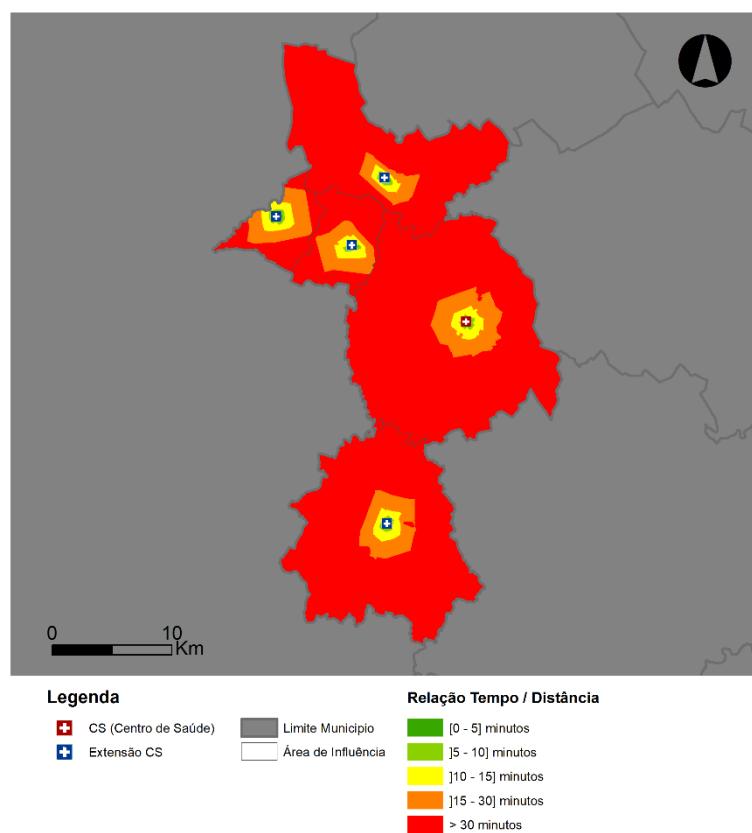 0 10
Km
Legenda
CS (Centro de Saúde)
Extensão CS
Limite Municipio
Área de Influência
Relação Tempo / Distância
[0 - 5] minutos
]5 - 10] minutos
]10 - 15] minutos
]15 - 30] minutos
> 30 minutos